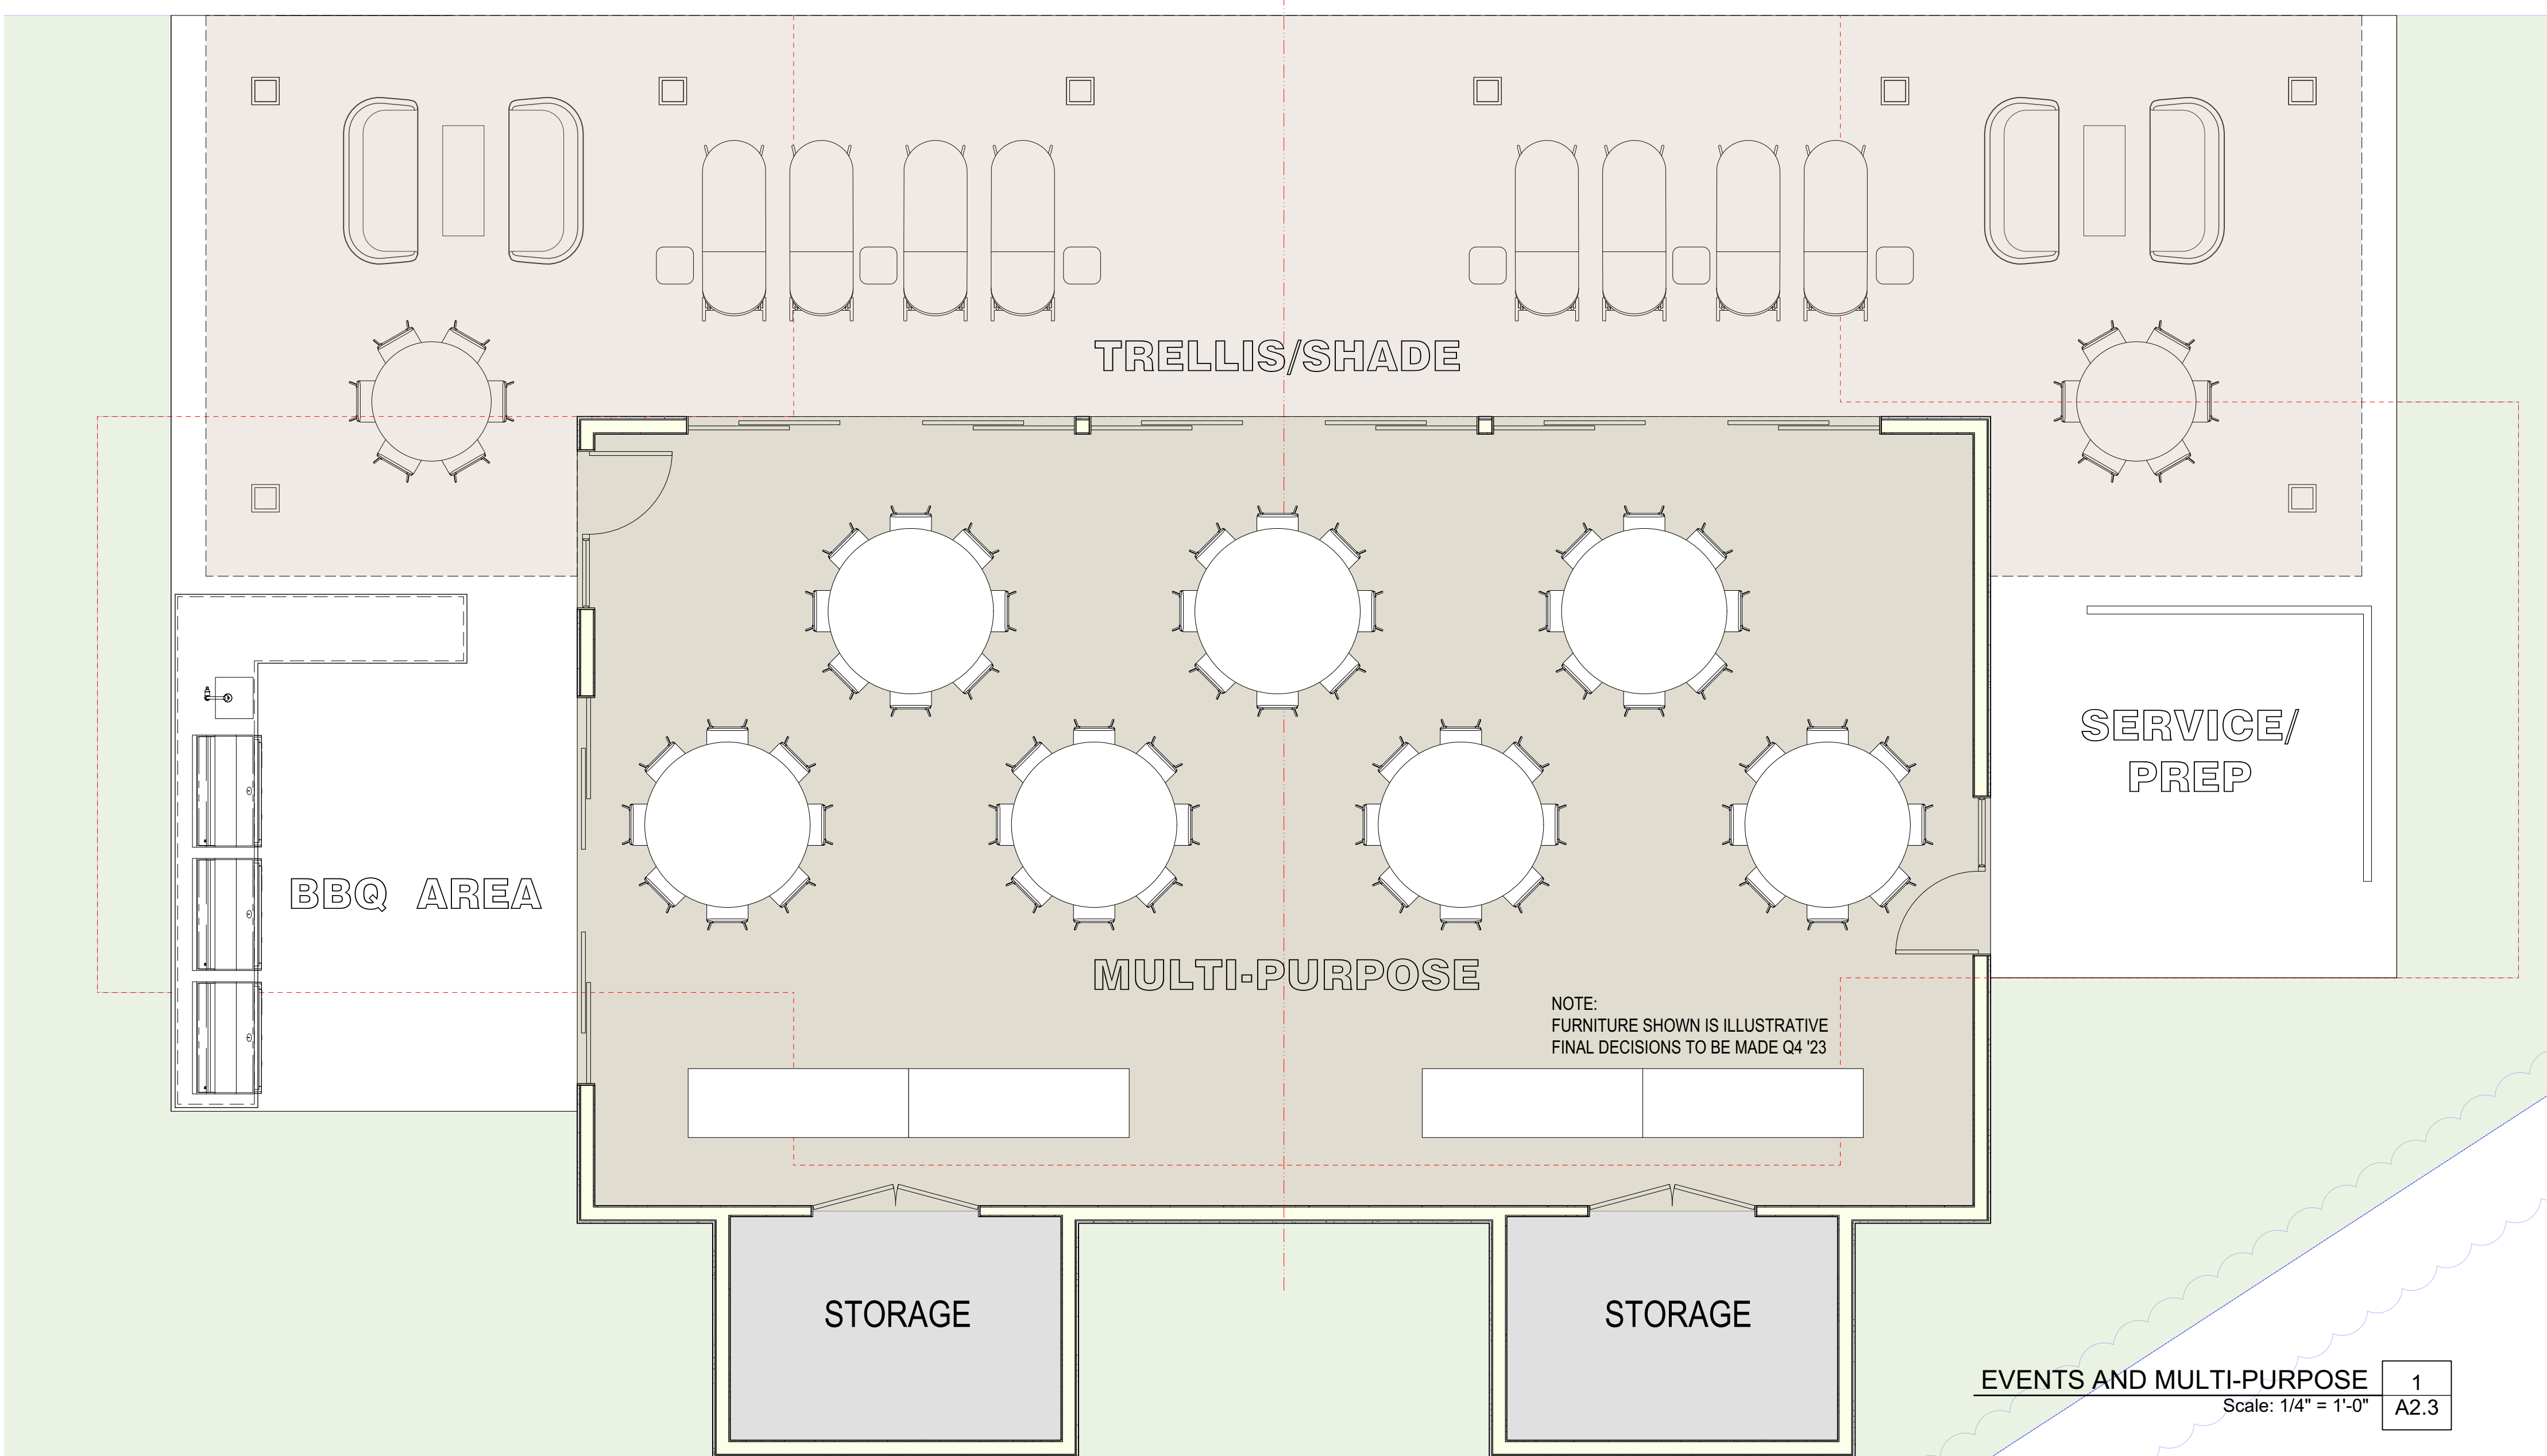 TRELLIS/SHADE
SERVICE/
PREP
BBQ AREA
MULTI-PURPOSE
NOTE:
FURNITURE SHOWN IS ILLUSTRATIVE
FINAL DECISIONS TO BE MADE Q4 '23
STORAGE
STORAGE
EVENTS AND MULTI-PURPOSE
Scale: 1/4" = 1'-0"
1
A2.3